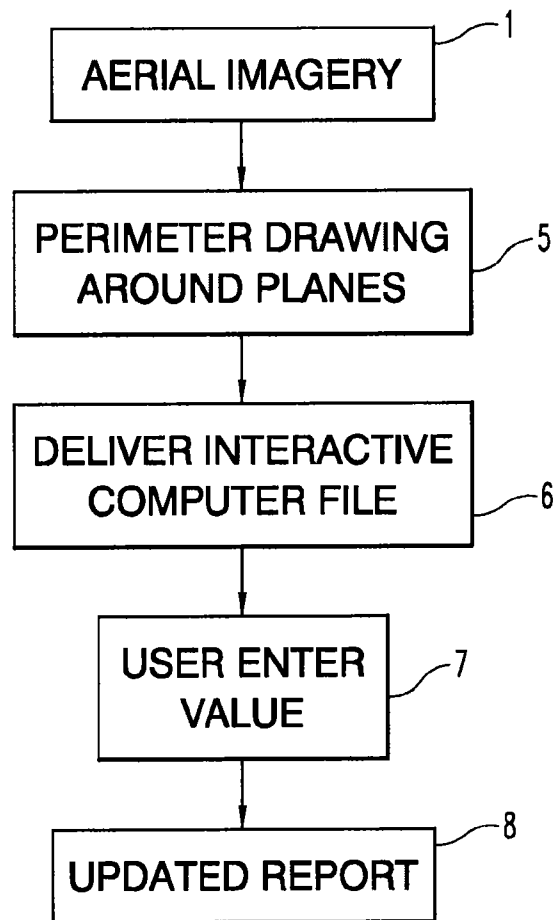 1
AERIAL IMAGERY
PERIMETER DRAWING
AROUND PLANES
5
DELIVER INTERACTIVE
COMPUTER FILE
6
USER ENTER
VALUE
7
8
UPDATED REPORT